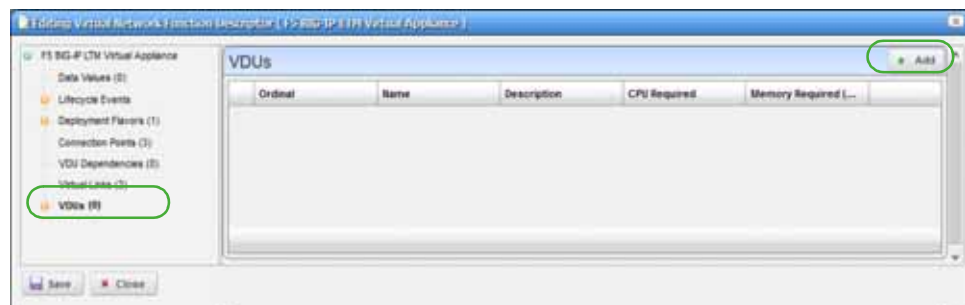 Editing Virtual Network Function Descriptor ( F5 BIG-IP LTM Virtual Appliance )
F5 BIG-IP LTM Virtual Appliance
Data Values (0)
Lifecycle Events
Deployment Flavors (1)
Connection Points (3)
VDU Dependencies (0)
Virtual Links (3)
VDUs (0)
VDUs
Add
Ordinal Name Description CPU Required Memory Required (...
Save Close